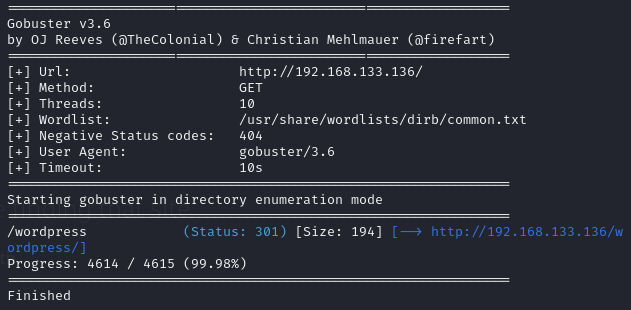 Gobuster v3.6
by OJ Reeves (@TheColonial) & Christian Mehlmauer (@firefart)
[+] Url: http://192.168.133.136/
[+] Method: GET
[+] Threads: 10
[+] Wordlist: /usr/share/wordlists/dirb/common.txt
[+] Negative Status codes: 404
[+] User Agent: gobuster/3.6
[+] Timeout: 10s
Starting gobuster in directory enumeration mode
/wordpress (Status: 301) [Size: 194] [--> http://192.168.133.136/w
ordpress/]
Progress: 4614 / 4615 (99.98%)
Finished